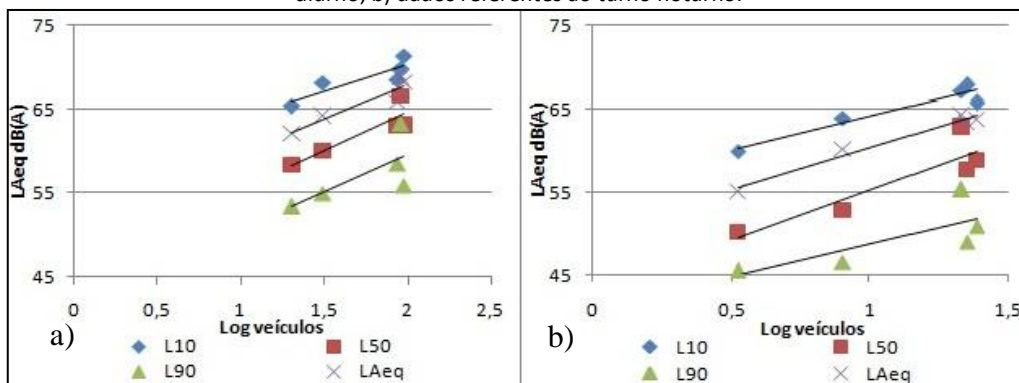 diurno; b) dados referentes ao turno noturno.
75
65
55
45
LAeq dB(A)
0
0,5
1
1,5
2
2,5
Log veículos
a)
L10
L50
L90
LAeq
75
65
55
45
LAeq dB(A)
0
0,5
1
1,5
Log veículos
b)
L10
L50
L90
LAeq